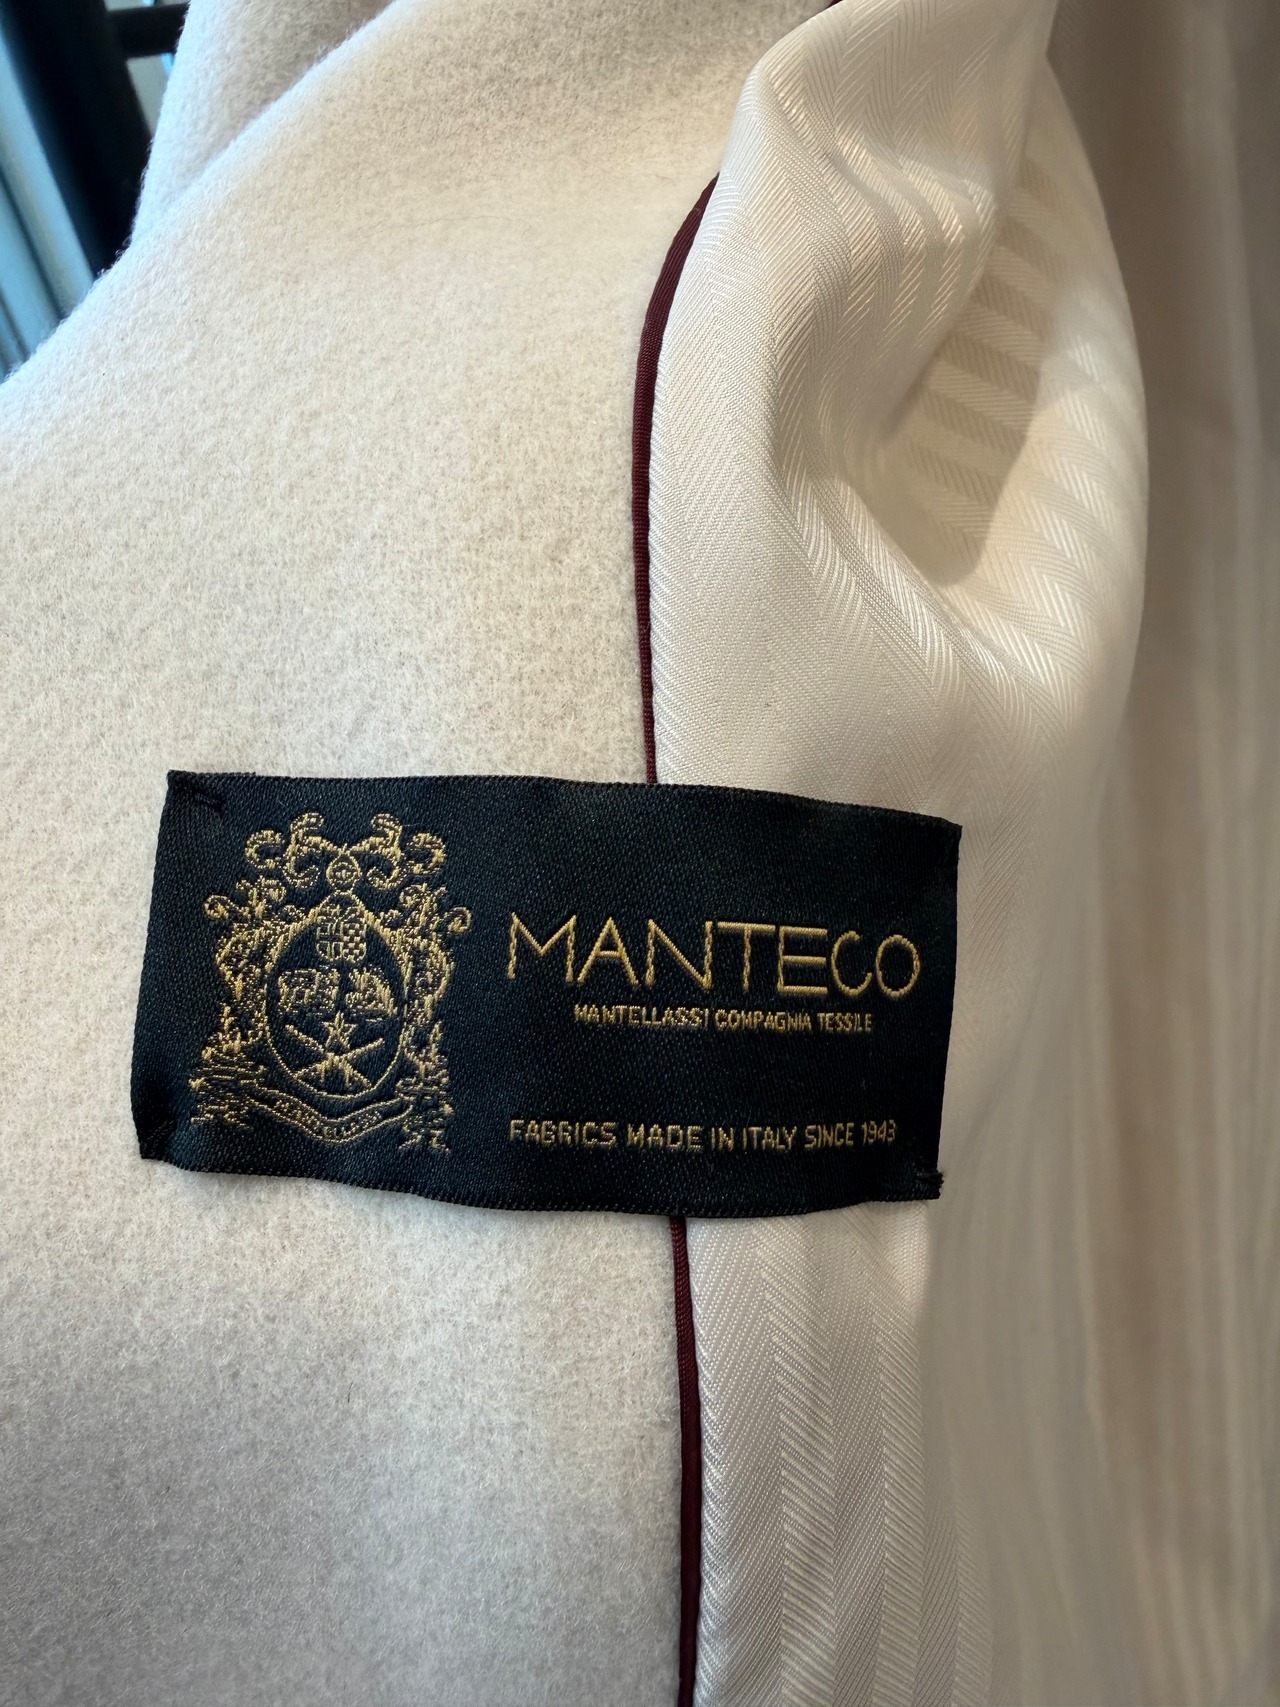 MANTECO
MANTELLASSI COMPAGNIA TESSILE
FABRICS MADE IN ITALY SINCE 1943